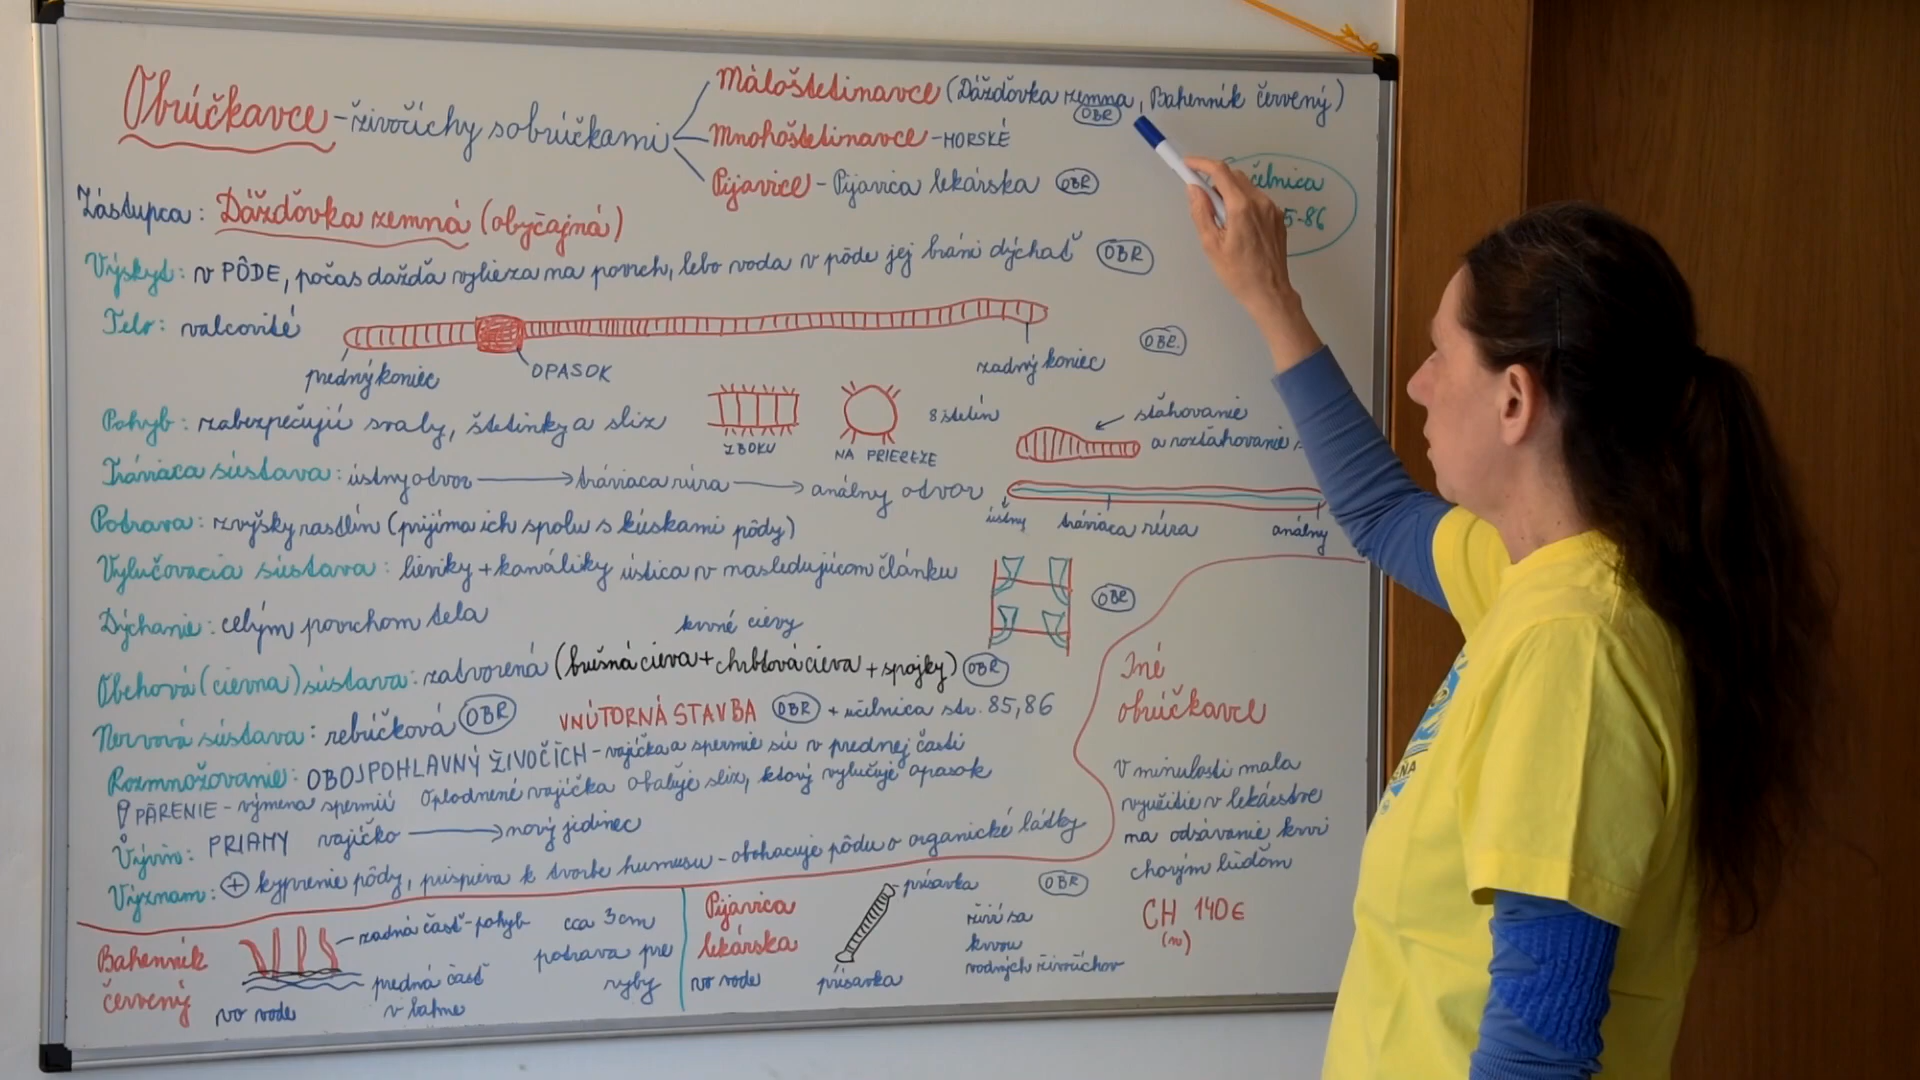 Obrúčkavce - živočíchy s obrúčkami
Máloštetinavce (Dážďovka zemna, Bahenník červený)
OBR
Mnohoštetinavce - MORSKÉ
Pijavice - Pijavica lekárska OBR
učebnica
85-86
Zástupca: Dážďovka zemná (obyčajná)
Výskyt: v PÔDE, počas dažďa vylieza na povrch, lebo voda v pôde jej bráni dýchať OBR
Telo: valcovité
predný koniec
OPASOK
zadný koniec
OBR.
Pohyb: zabezpečujú svaly, štetinky a sliz
ZBOKU
NA PRIEREZE
8 štetín
sťahovanie
a rozťahovanie
Tráviaca sústava: ústny otvor → tráviaca rúra → análny otvor
ústny tráviaca rúra análny
Potrava: zvyšky rastlín (prijíma ich spolu s kúskami pôdy)
Vylučovacia sústava: lieviky + kanáliky ústia v nasledujúcom článku
OBR
Dýchanie: celým povrchom tela
krvné cievy
Obehová (cievna) sústava: zatvorená (brušná cieva + chrbtová cieva + spojky) OBR
Nervová sústava: rebríčková OBR
VNÚTORNÁ STAVBA OBR + učebnica str. 85,86
Rozmnožovanie: OBOJPOHLAVNÝ ŽIVOČÍCH - vajíčka a spermie sú v prednej časti
PÁRENIE - výmena spermií Oplodnené vajíčka obaľuje sliz, ktorý vylučuje opasok
Vývin: PRIAMY vajíčko → nový jedinec
Význam: + kyprenie pôdy, prispieva k tvorbe humusu - obohacuje pôdu o organické látky
Iné
obrúčkavce
V minulosti mala
využitie v lekárstve
na odsávanie krvi
chorým ľuďom
CH 140€
Bahenník
červený
vo vode
zadná časť - pohyb
predná časť
v bahne
cca 3cm
potrava pre
ryby
Pijavica
lekárska
vo vode
prísavka
prísavka
OBR
živí sa
krvou
vodných živočíchov